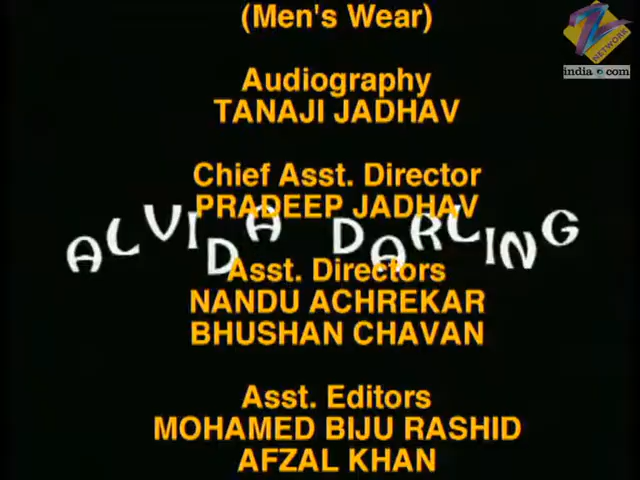 (Men's Wear)
Audiography
TANAJI JADHAV
Chief Asst. Director
PRADEEP JADHAV
ALVIDA DARLING
Asst. Directors
NANDU ACHREKAR
BHUSHAN CHAVAN
Asst. Editors
MOHAMED BIJU RASHID
AFZAL KHAN
Z NETWORK
india.com